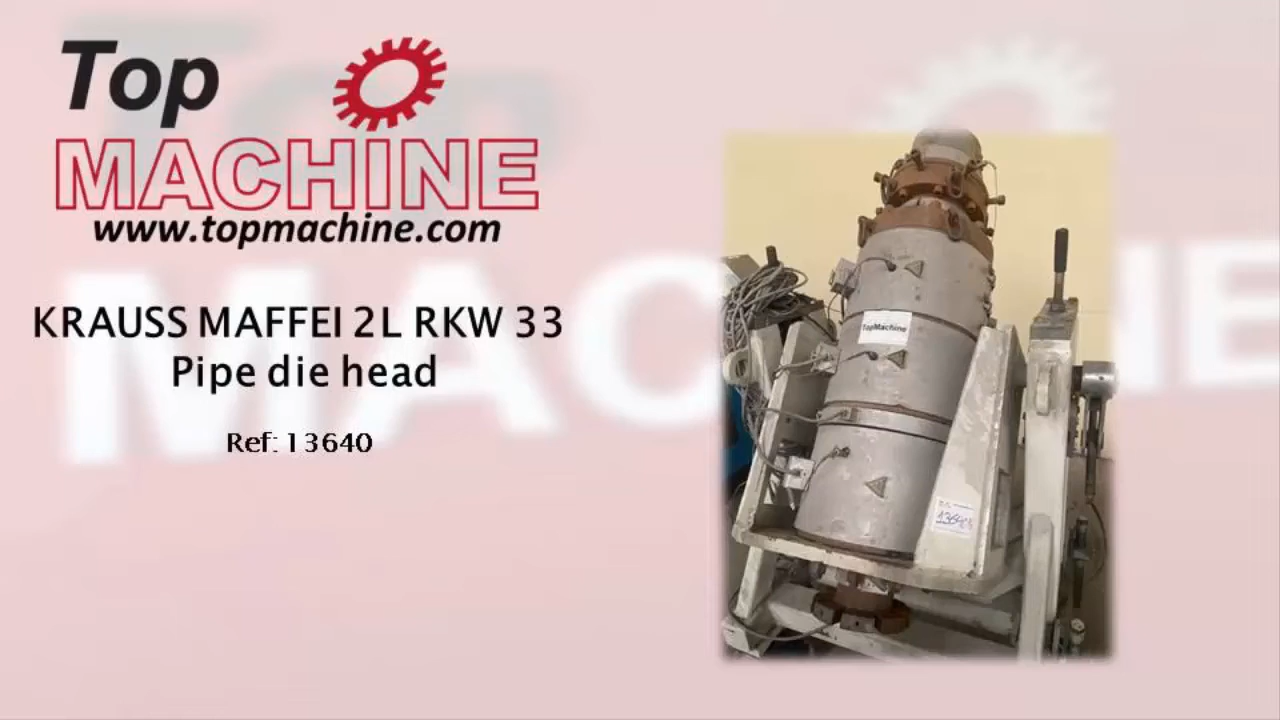 Top
MACHINE
www.topmachine.com
KRAUSS MAFFEI 2L RKW 33
Pipe die head
Ref: 13640
TopMachine